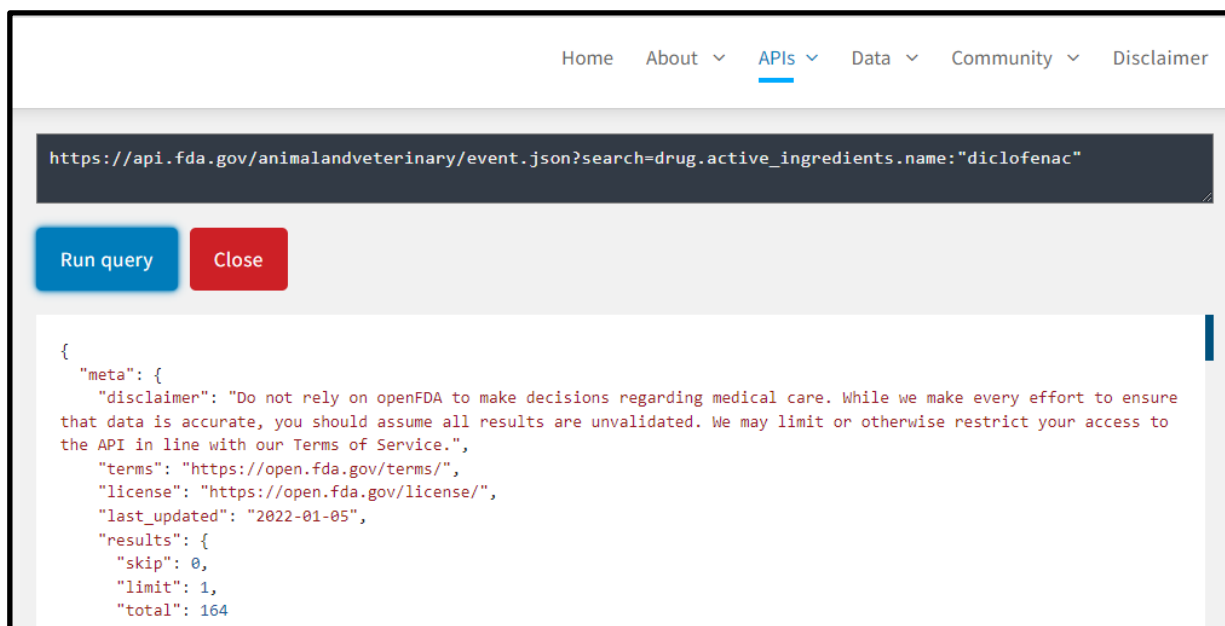 Home About APIs Data Community Disclaimer
https://api.fda.gov/animalandveterinary/event.json?search=drug.active_ingredients.name:"diclofenac"
Run query Close
{
"meta": {
"disclaimer": "Do not rely on openFDA to make decisions regarding medical care. While we make every effort to ensure
that data is accurate, you should assume all results are unvalidated. We may limit or otherwise restrict your access to
the API in line with our Terms of Service.",
"terms": "https://open.fda.gov/terms/",
"license": "https://open.fda.gov/license/",
"last_updated": "2022-01-05",
"results": {
"skip": 0,
"limit": 1,
"total": 164